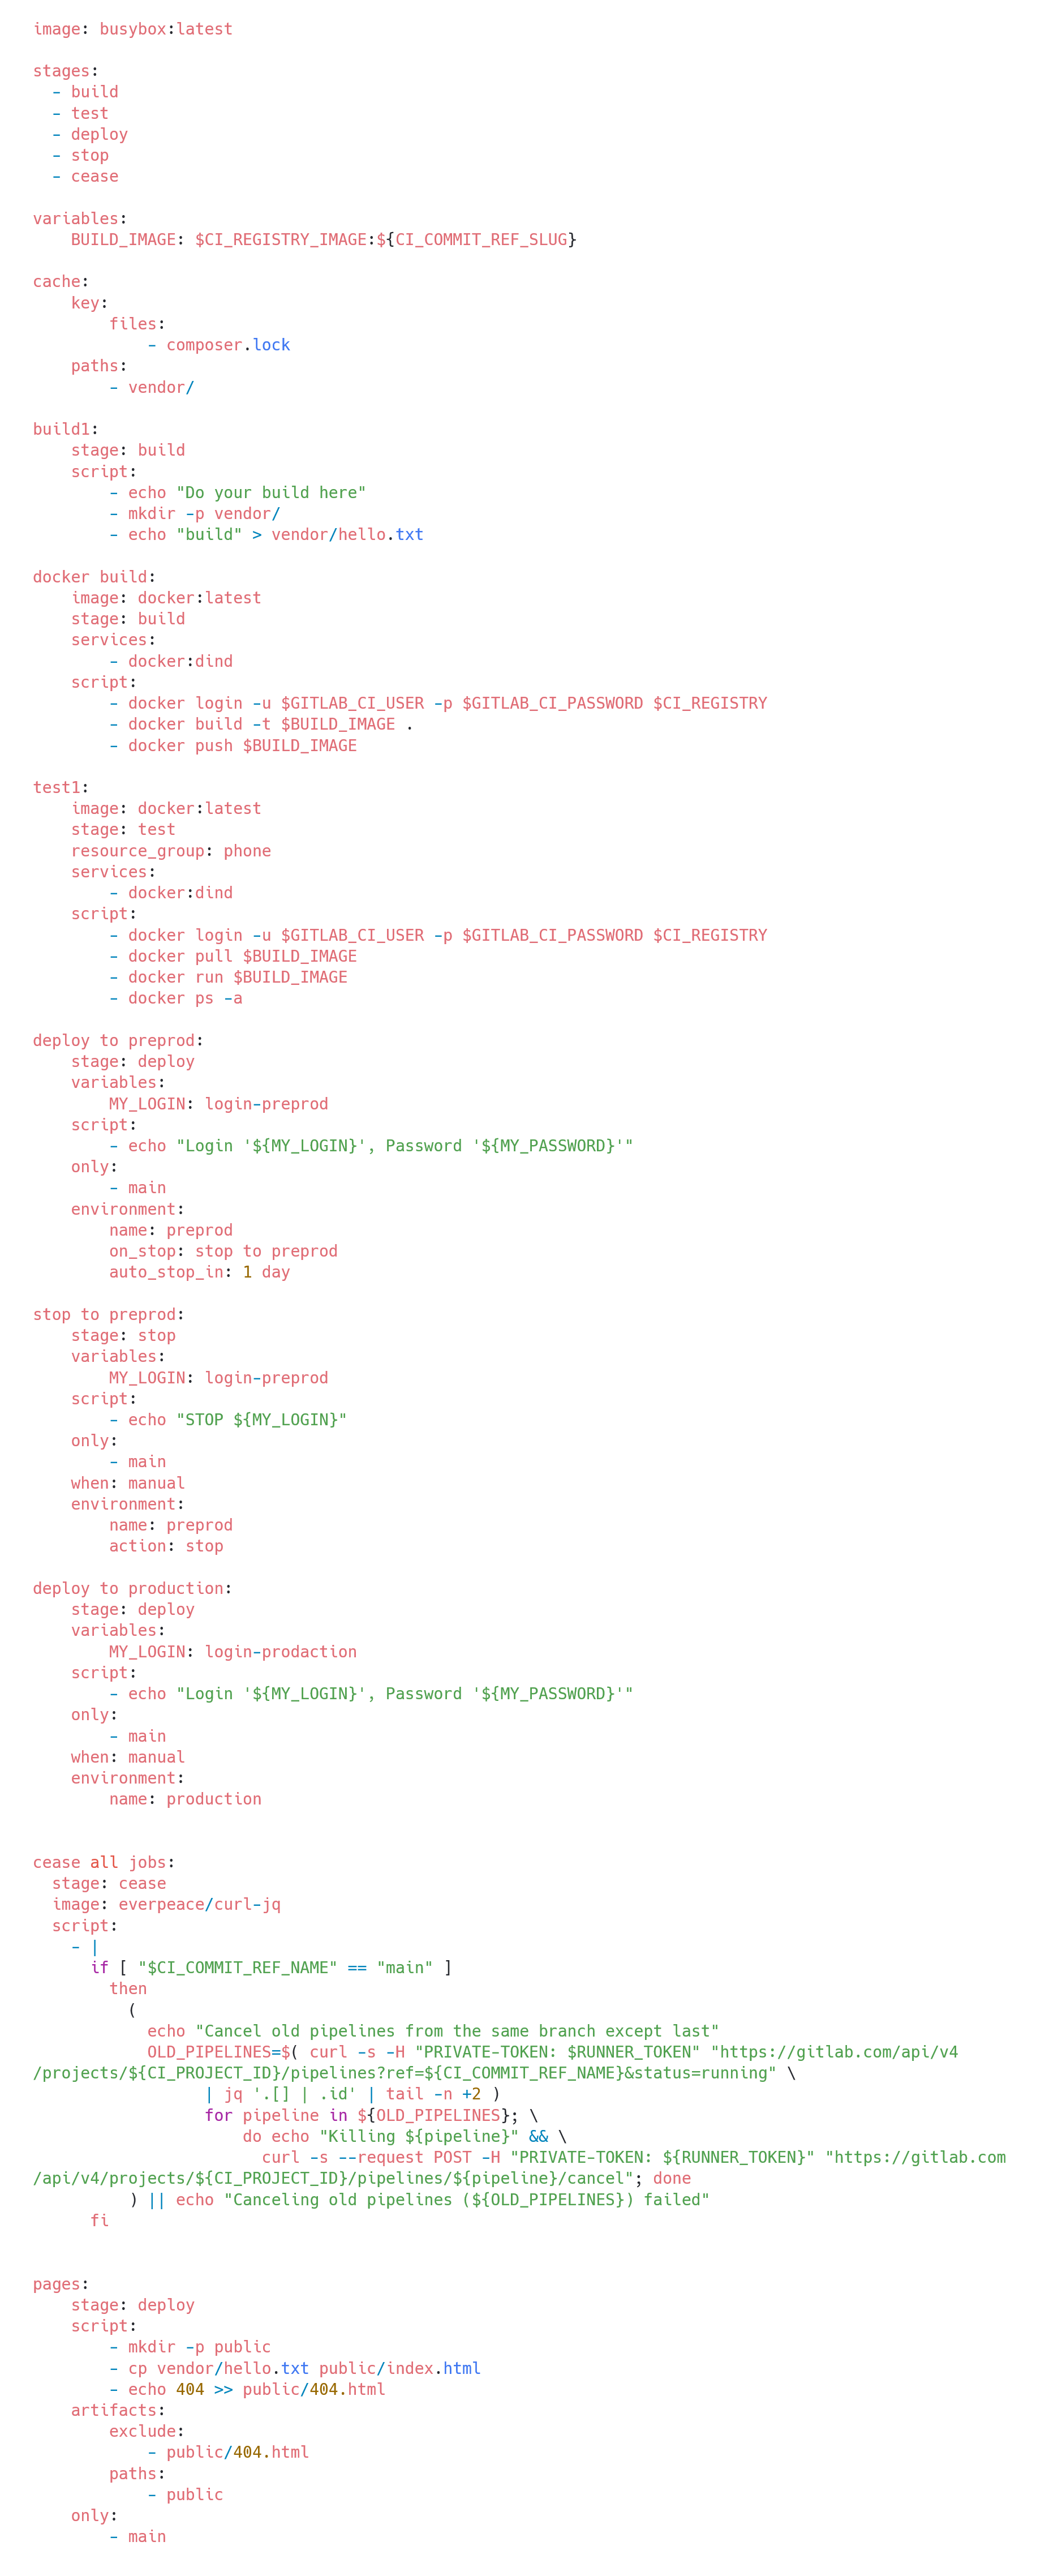 image: busybox:latest

stages:
  - build
  - test
  - deploy
  - stop
  - cease

variables:
    BUILD_IMAGE: $CI_REGISTRY_IMAGE:${CI_COMMIT_REF_SLUG}

cache:
    key:
        files:
            - composer.lock
    paths:
        - vendor/

build1:
    stage: build
    script:
        - echo "Do your build here"
        - mkdir -p vendor/
        - echo "build" > vendor/hello.txt

docker build:
    image: docker:latest
    stage: build
    services:
        - docker:dind
    script:
        - docker login -u $GITLAB_CI_USER -p $GITLAB_CI_PASSWORD $CI_REGISTRY
        - docker build -t $BUILD_IMAGE .
        - docker push $BUILD_IMAGE

test1:
    image: docker:latest
    stage: test
    resource_group: phone
    services:
        - docker:dind
    script:
        - docker login -u $GITLAB_CI_USER -p $GITLAB_CI_PASSWORD $CI_REGISTRY
        - docker pull $BUILD_IMAGE
        - docker run $BUILD_IMAGE
        - docker ps -a

deploy to preprod:
    stage: deploy
    variables:
        MY_LOGIN: login-preprod
    script:
        - echo "Login '${MY_LOGIN}', Password '${MY_PASSWORD}'"
    only:
        - main
    environment:
        name: preprod
        on_stop: stop to preprod
        auto_stop_in: 1 day

stop to preprod:
    stage: stop
    variables:
        MY_LOGIN: login-preprod
    script:
        - echo "STOP ${MY_LOGIN}"
    only:
        - main
    when: manual
    environment:
        name: preprod
        action: stop

deploy to production:
    stage: deploy
    variables:
        MY_LOGIN: login-prodaction
    script:
        - echo "Login '${MY_LOGIN}', Password '${MY_PASSWORD}'"
    only:
        - main
    when: manual
    environment:
        name: production


cease all jobs:
  stage: cease
  image: everpeace/curl-jq
  script:
    - |
      if [ "$CI_COMMIT_REF_NAME" == "main" ]
        then
          (
            echo "Cancel old pipelines from the same branch except last"
            OLD_PIPELINES=$( curl -s -H "PRIVATE-TOKEN: $RUNNER_TOKEN" "https://gitlab.com/api/v4
/projects/${CI_PROJECT_ID}/pipelines?ref=${CI_COMMIT_REF_NAME}&status=running" \
                  | jq '.[] | .id' | tail -n +2 )
                  for pipeline in ${OLD_PIPELINES}; \
                      do echo "Killing ${pipeline}" && \
                        curl -s --request POST -H "PRIVATE-TOKEN: ${RUNNER_TOKEN}" "https://gitlab.com
/api/v4/projects/${CI_PROJECT_ID}/pipelines/${pipeline}/cancel"; done
          ) || echo "Canceling old pipelines (${OLD_PIPELINES}) failed"
      fi


pages:
    stage: deploy
    script:
        - mkdir -p public
        - cp vendor/hello.txt public/index.html
        - echo 404 >> public/404.html
    artifacts:
        exclude:
            - public/404.html
        paths:
            - public
    only:
        - main